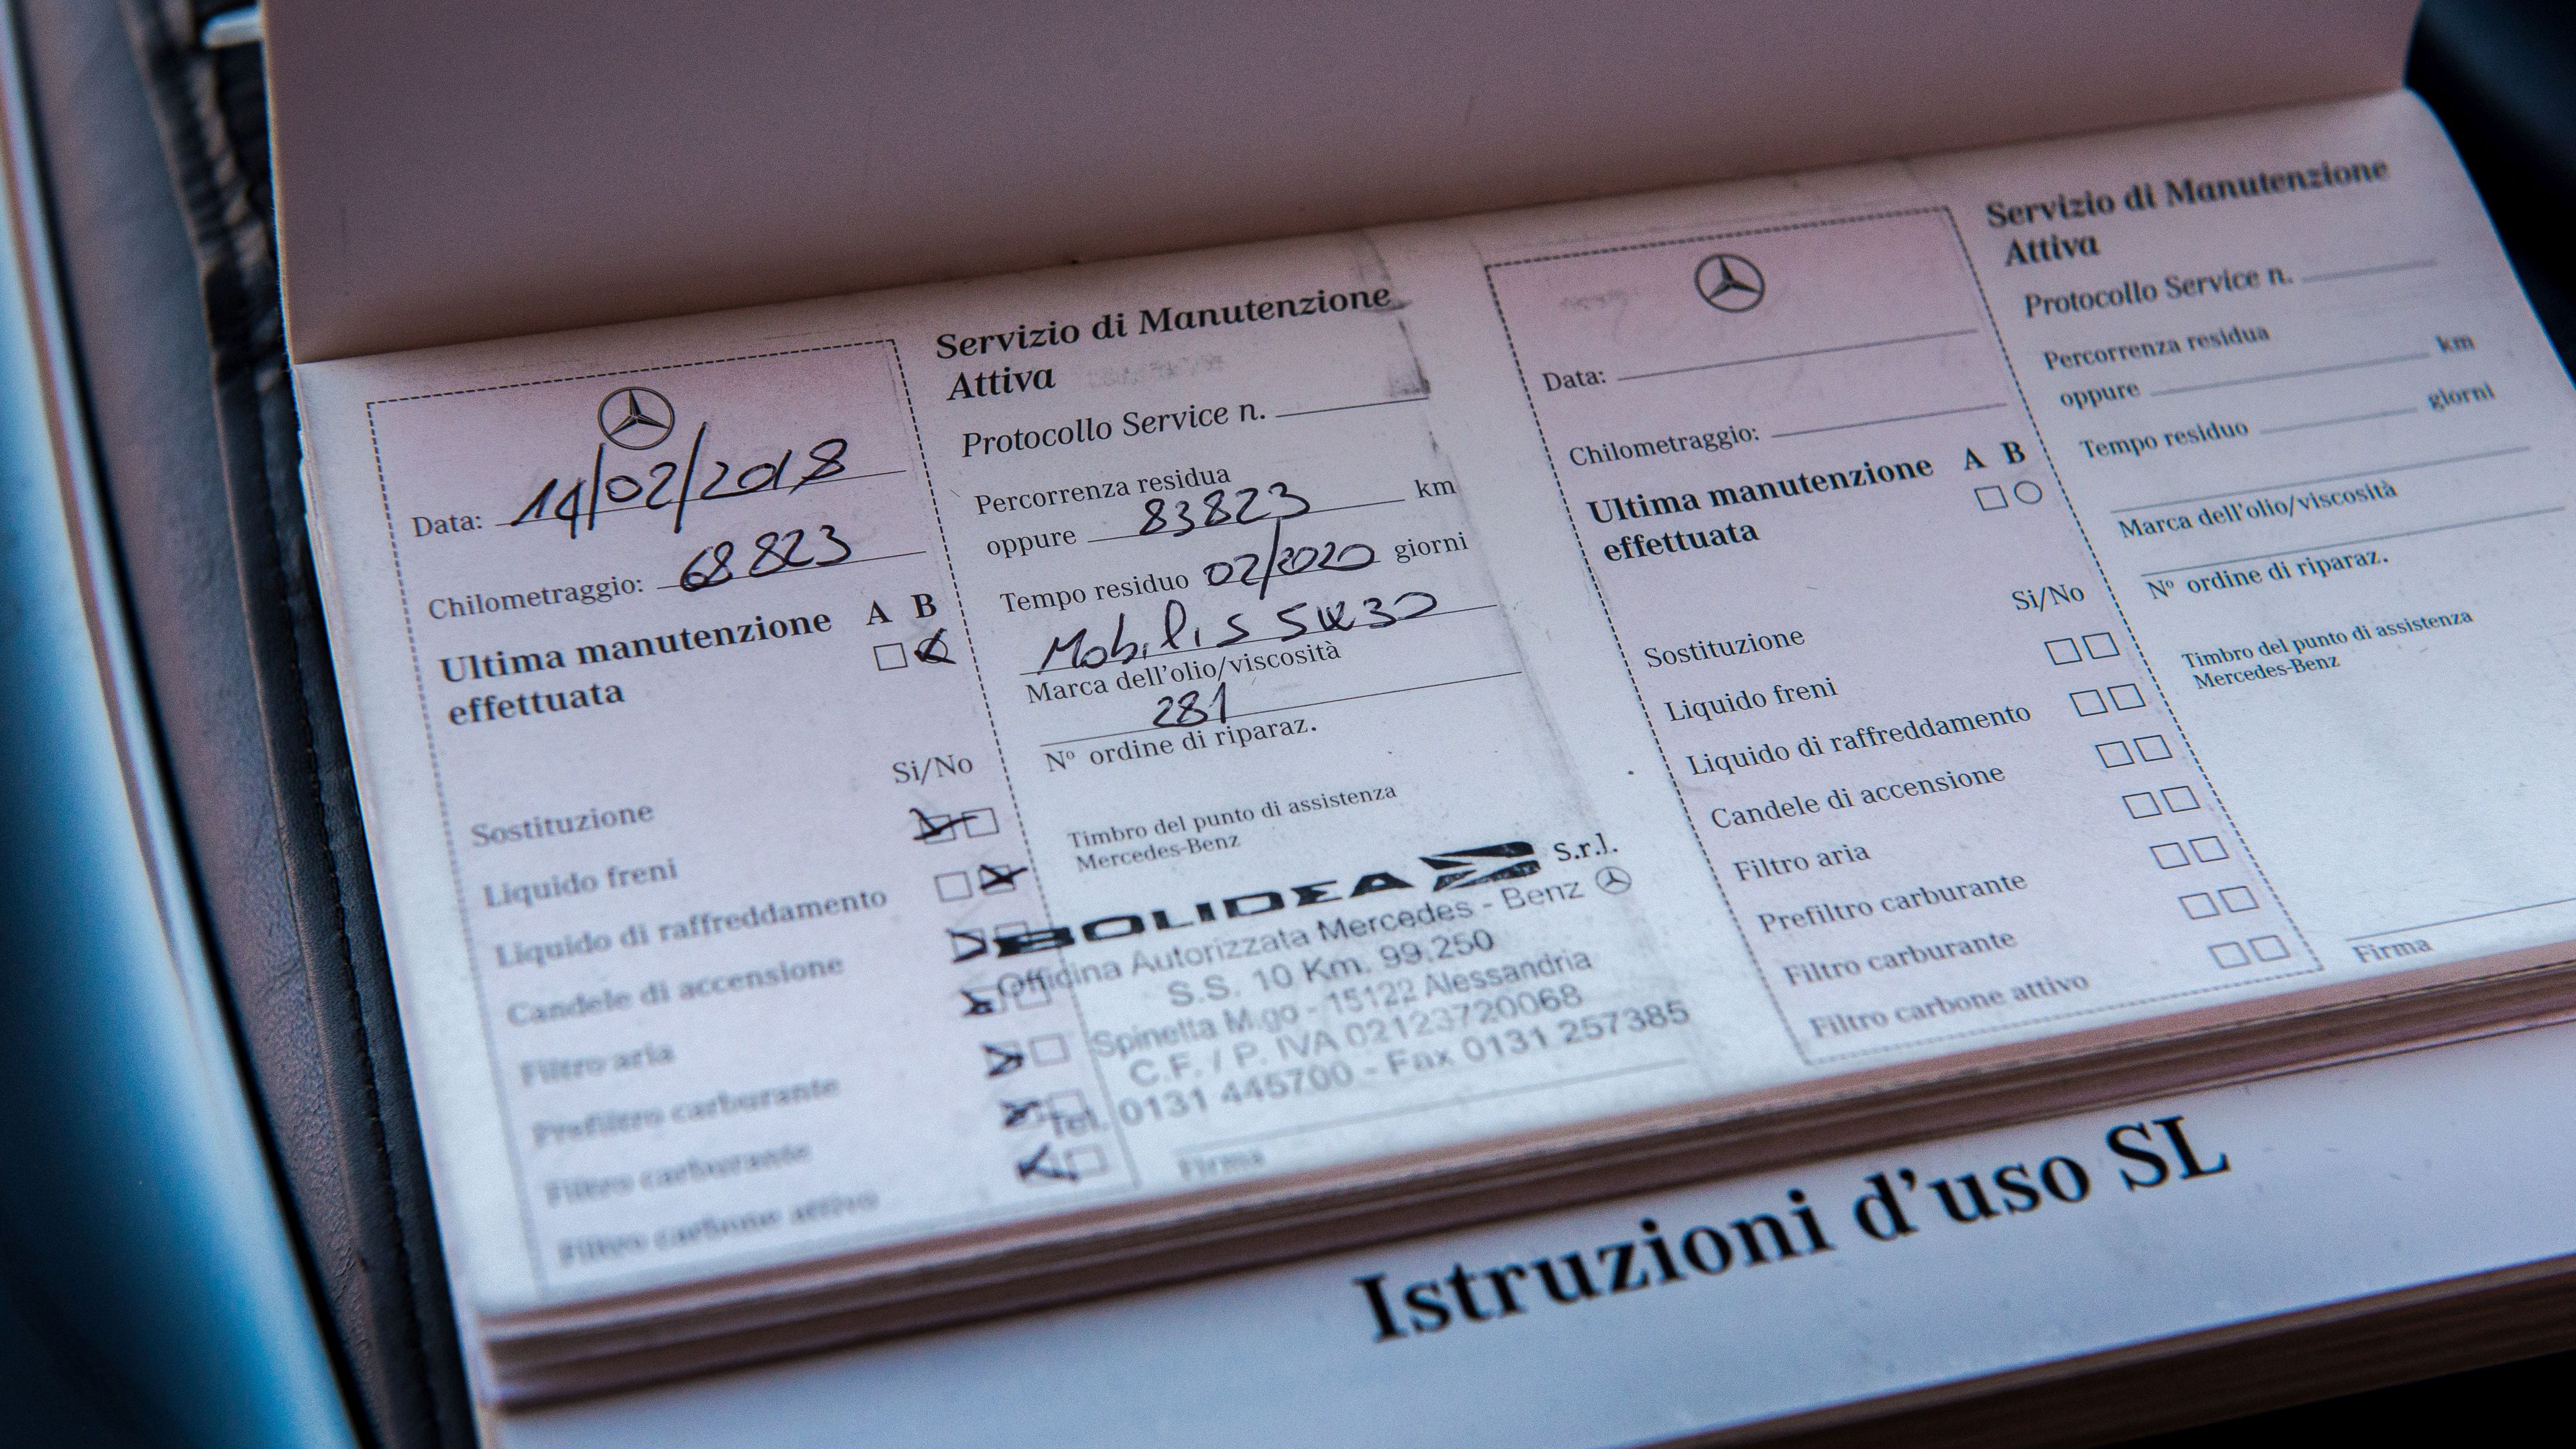 Data: 14/02/2018
Chilometraggio: 68823
Ultima manutenzione A B
effettuata
Si/No
Sostituzione
Liquido freni
Liquido di raffreddamento
Candele di accensione
Filtro aria
Prefiltro carburante
Filtro carburante
Filtro carbone attivo
Servizio di Manutenzione
Attiva
Protocollo Service n.
Percorrenza residua
oppure 83823 km
Tempo residuo 02/2020 giorni
Mobilis 5W30
Marca dell'olio/viscosità
281
Nº ordine di riparaz.
Timbro del punto di assistenza
Mercedes-Benz
BOLIDEA S.r.l.
Officina Autorizzata Mercedes - Benz
S.S. 10 Km. 99.250
Spinetta M.go - 15122 Alessandria
C.F. / P. IVA 02123720068
Tel. 0131 445700 - Fax 0131 257385
Firma
Data:
Chilometraggio:
Ultima manutenzione A B
effettuata
Si/No
Sostituzione
Liquido freni
Liquido di raffreddamento
Candele di accensione
Filtro aria
Prefiltro carburante
Filtro carburante
Filtro carbone attivo
Servizio di Manutenzione
Attiva
Protocollo Service n.
Percorrenza residua
oppure km
Tempo residuo giorni
Marca dell'olio/viscosità
Nº ordine di riparaz.
Timbro del punto di assistenza
Mercedes-Benz
Firma
Istruzioni d'uso SL